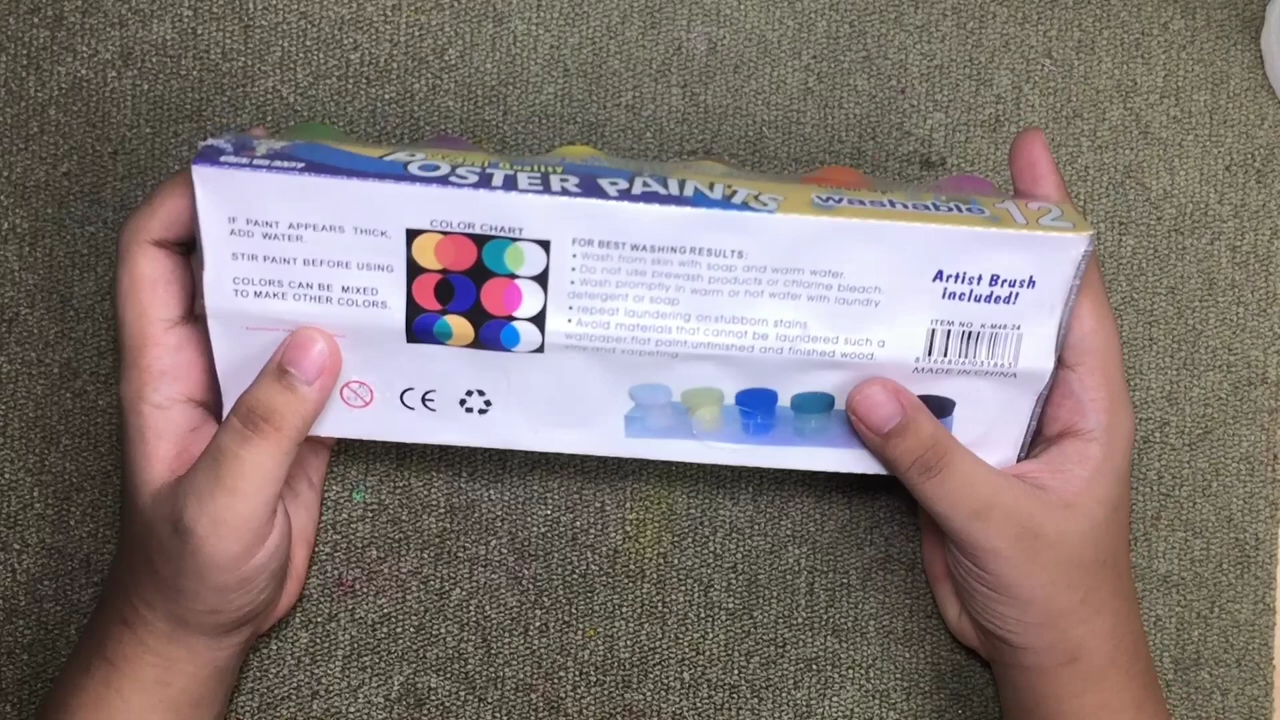 Quality
POSTER PAINTS
washable 12
IF PAINT APPEARS THICK,
ADD WATER.
STIR PAINT BEFORE USING
COLORS CAN BE MIXED
TO MAKE OTHER COLORS.
COLOR CHART
FOR BEST WASHING RESULTS:
• Wash from skin with soap and warm water.
• Do not use prewash products or chlorine bleach.
• Wash promptly in warm or hot water with laundry
detergent or soap
• repeat laundering on stubborn stains
• Avoid materials that cannot be laundered such a
wallpaper,flat paint,unfinished and finished wood,
Artist Brush
included!
ITEM NO K-M48-24
8 366806 031863
MADE IN CHINA
CE